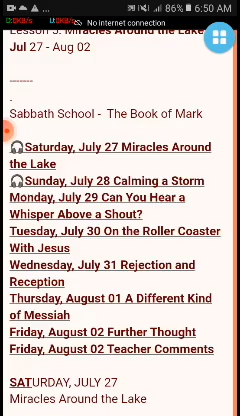 86% 6:50 AM
0:0KB/s U:0KB/s No internet connection
Lesson 5: Miracles Around the Lake
Jul 27 - Aug 02
-------
.
Sabbath School - The Book of Mark
🎧Saturday, July 27 Miracles Around
the Lake
🎧Sunday, July 28 Calming a Storm
Monday, July 29 Can You Hear a
Whisper Above a Shout?
Tuesday, July 30 On the Roller Coaster
With Jesus
Wednesday, July 31 Rejection and
Reception
Thursday, August 01 A Different Kind
of Messiah
Friday, August 02 Further Thought
Friday, August 02 Teacher Comments
SATURDAY, JULY 27
Miracles Around the Lake